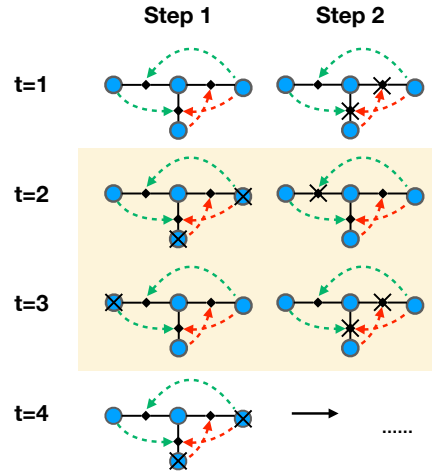 Step 1 Step 2
t=1
t=2
t=3
t=4
......